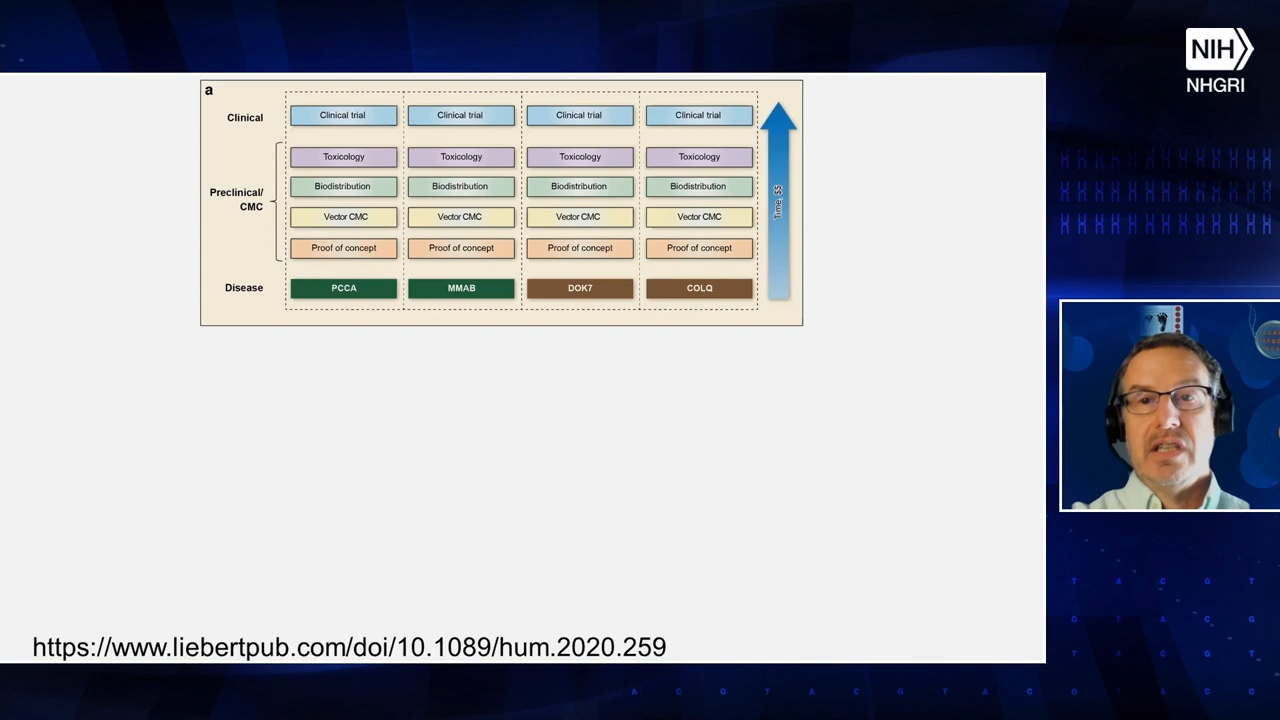 NIH
NHGRI
a
Clinical
Clinical trial Clinical trial Clinical trial Clinical trial
Toxicology Toxicology Toxicology Toxicology
Preclinical/
CMC
Biodistribution Biodistribution Biodistribution Biodistribution
Vector CMC Vector CMC Vector CMC Vector CMC
Proof of concept Proof of concept Proof of concept Proof of concept
Disease
PCCA MMAB DOK7 COLQ
Time, $$
https://www.liebertpub.com/doi/10.1089/hum.2020.259
T A C G T
A C G T A C G T A C G T A C G